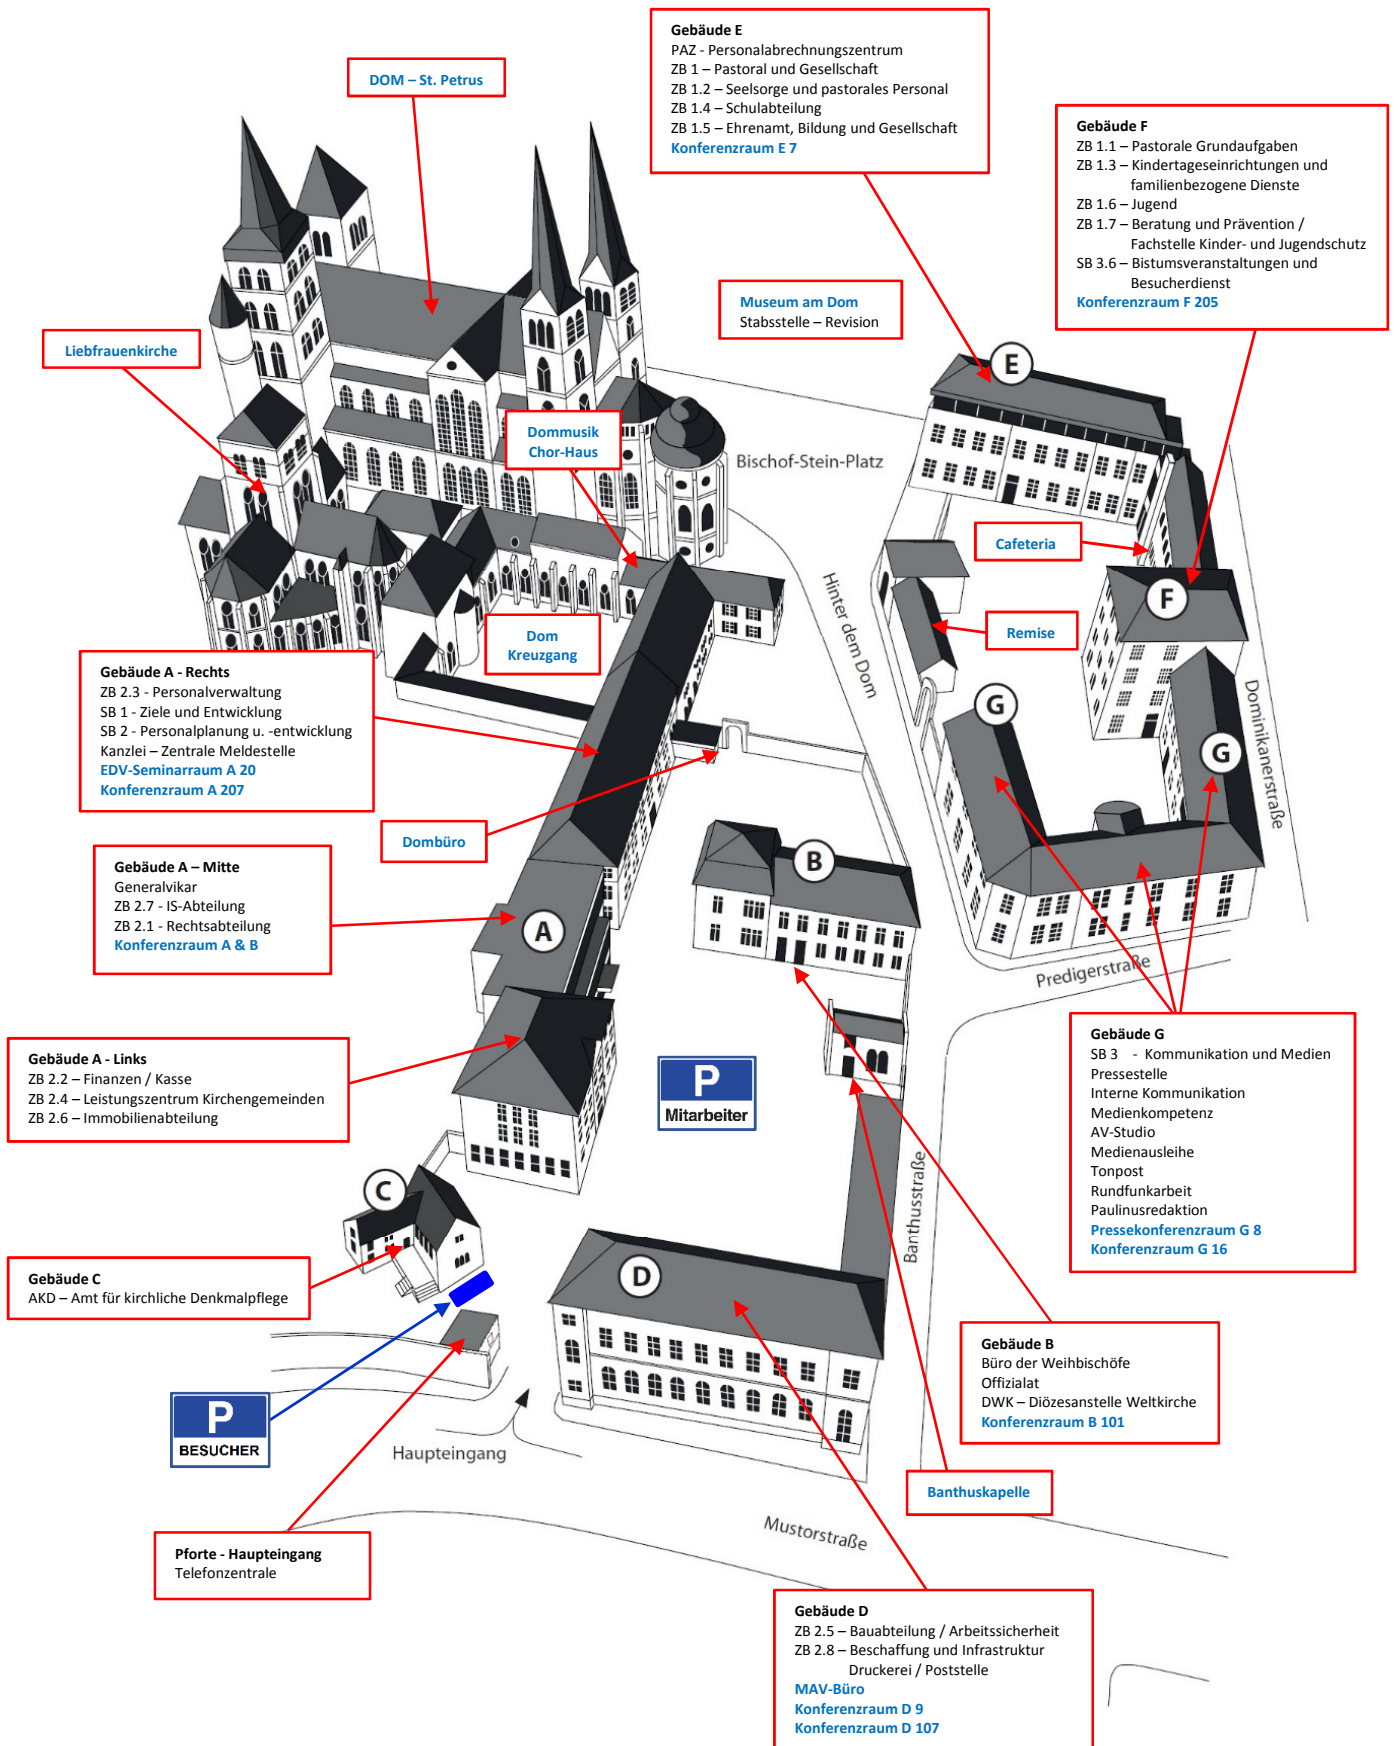 Gebäude E
PAZ - Personalabrechnungszentrum
ZB 1 – Pastoral und Gesellschaft
ZB 1.2 – Seelsorge und pastorales Personal
ZB 1.4 – Schulabteilung
ZB 1.5 – Ehrenamt, Bildung und Gesellschaft
Konferenzraum E 7
DOM – St. Petrus
Gebäude F
ZB 1.1 – Pastorale Grundaufgaben
ZB 1.3 – Kindertageseinrichtungen und
familienbezogene Dienste
ZB 1.6 – Jugend
ZB 1.7 – Beratung und Prävention /
Fachstelle Kinder- und Jugendschutz
SB 3.6 – Bistumsveranstaltungen und
Besucherdienst
Konferenzraum F 205
Museum am Dom
Stabsstelle – Revision
Liebfrauenkirche
E
Dommusik
Chor-Haus
Bischof-Stein-Platz
Cafeteria
Hinter dem Dom
F
Dom
Kreuzgang
Remise
Gebäude A - Rechts
ZB 2.3 - Personalverwaltung
SB 1 - Ziele und Entwicklung
SB 2 - Personalplanung u. -entwicklung
Kanzlei – Zentrale Meldestelle
EDV-Seminarraum A 20
Konferenzraum A 207
G
G
Dominikanerstraße
Dombüro
Gebäude A – Mitte
Generalvikar
ZB 2.7 - IS-Abteilung
ZB 2.1 - Rechtsabteilung
Konferenzraum A & B
B
A
Predigerstraße
Gebäude A - Links
ZB 2.2 – Finanzen / Kasse
ZB 2.4 – Leistungszentrum Kirchengemeinden
ZB 2.6 – Immobilienabteilung
P
Mitarbeiter
Gebäude G
SB 3 - Kommunikation und Medien
Pressestelle
Interne Kommunikation
Medienkompetenz
AV-Studio
Medienausleihe
Tonpost
Rundfunkarbeit
Paulinusredaktion
Pressekonferenzraum G 8
Konferenzraum G 16
Banthusstraße
C
Gebäude C
AKD – Amt für kirchliche Denkmalpflege
D
Gebäude B
Büro der Weihbischöfe
Offizialat
DWK – Diözesanstelle Weltkirche
Konferenzraum B 101
P
BESUCHER
Haupteingang
Banthuskapelle
Mustorstraße
Pforte - Haupteingang
Telefonzentrale
Gebäude D
ZB 2.5 – Bauabteilung / Arbeitssicherheit
ZB 2.8 – Beschaffung und Infrastruktur
Druckerei / Poststelle
MAV-Büro
Konferenzraum D 9
Konferenzraum D 107